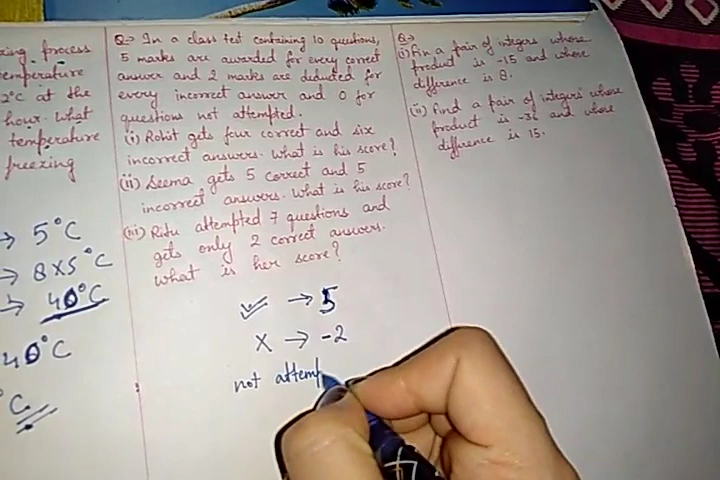 zing process
temperature
2°C at the
hour. What
temperature
freezing
→ 5°C
→ 8x5°C
→ 40°C
40°C
°C
Q→ In a class test containing 10 questions,
5 marks are awarded for every correct
answer and 2 marks are deducted for
every incorrect answer and 0 for
questions not attempted.
(i) Rohit gets four correct and six
incorrect answers. What is his score?
(ii) Seema gets 5 correct and 5
incorrect answers. What is his score?
(iii) Ritu attempted 7 questions and
gets only 2 correct answers.
What is her score?
✓ → 5
x → -2
not attemp
Q→
(i) Fin a pair of integers whose
product is -15 and whose
difference is 8.
(ii) Find a pair of integers whose
product is -36 and whose
difference is 15.